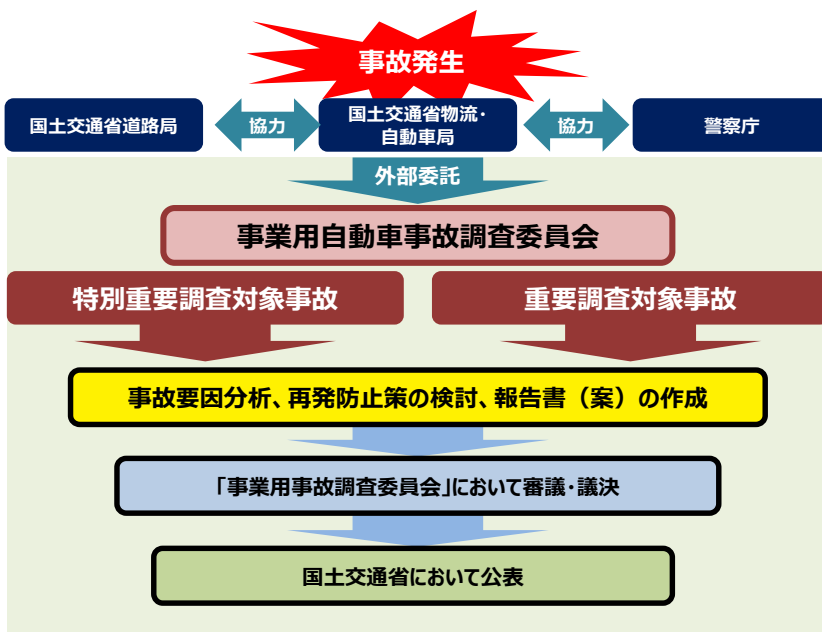 事故発生
国土交通省道路局
協力
国土交通省物流・
自動車局
協力
警察庁
外部委託
事業用自動車事故調査委員会
特別重要調査対象事故
重要調査対象事故
事故要因分析、再発防止策の検討、報告書（案）の作成
「事業用事故調査委員会」において審議・議決
国土交通省において公表